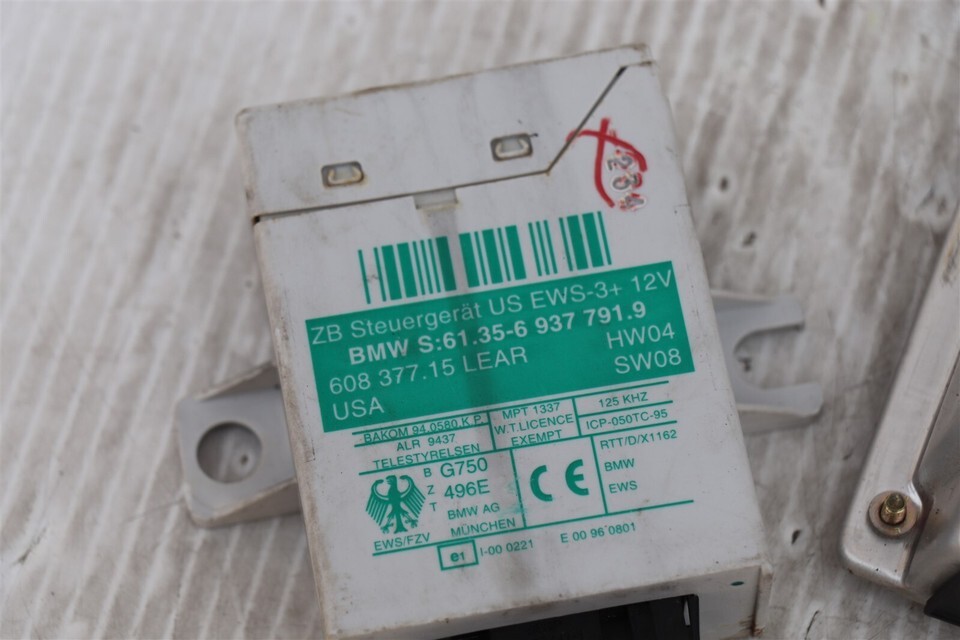 ZB Steuergerät US EWS-3+ 12V
BMW S:61.35-6 937 791.9
608 377.15 LEAR HW04
USA SW08
BAKOM 94.0580.K.P.
ALR 9437
TELESTYRELSEN
MPT 1337
W.T.LICENCE
EXEMPT
125 KHZ
ICP-050TC-95
BZT
G750
496E
BMW AG
MÜNCHEN
EWS/FZV
CE
RTT/D/X1162
BMW
EWS
e1 I-00 0221 E 00 96 0801